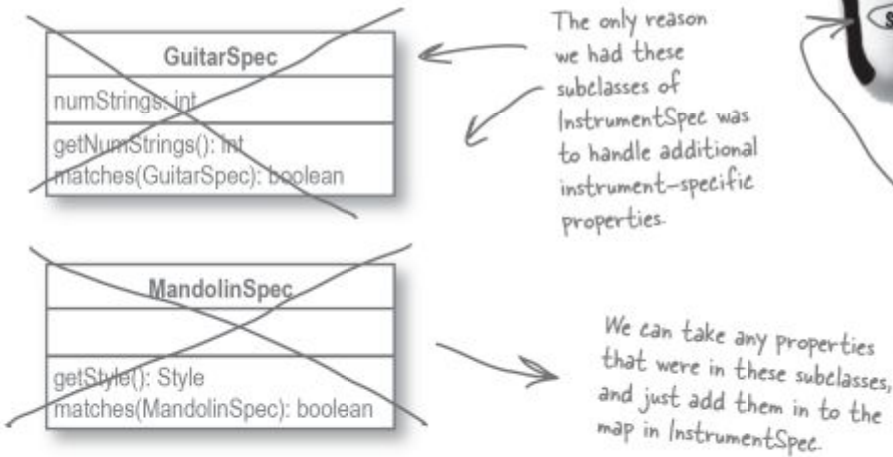 GuitarSpec
numStrings: int
getNumStrings(): int
matches(GuitarSpec): boolean
The only reason
we had these
subclasses of
InstrumentSpec was
to handle additional
instrument-specific
properties.
MandolinSpec
getStyle(): Style
matches(MandolinSpec): boolean
We can take any properties
that were in these subclasses,
and just add them in to the
map in InstrumentSpec.